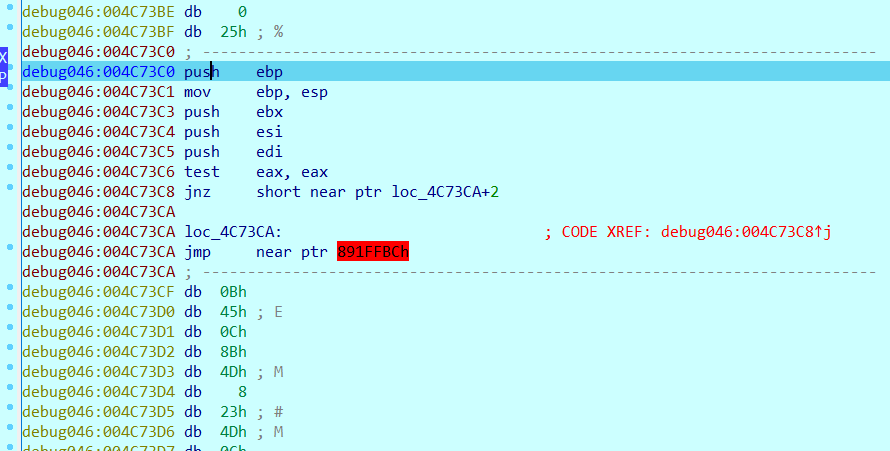 debug046:004C73BE db    0
debug046:004C73BF db  25h ; %
debug046:004C73C0 ; ---------------------------------------------------------------------------
debug046:004C73C0 push    ebp
debug046:004C73C1 mov     ebp, esp
debug046:004C73C3 push    ebx
debug046:004C73C4 push    esi
debug046:004C73C5 push    edi
debug046:004C73C6 test    eax, eax
debug046:004C73C8 jnz     short near ptr loc_4C73CA+2
debug046:004C73CA
debug046:004C73CA loc_4C73CA:                             ; CODE XREF: debug046:004C73C8↑j
debug046:004C73CA jmp     near ptr 891FFBCh
debug046:004C73CA ; ---------------------------------------------------------------------------
debug046:004C73CF db  0Bh
debug046:004C73D0 db  45h ; E
debug046:004C73D1 db  0Ch
debug046:004C73D2 db  8Bh
debug046:004C73D3 db  4Dh ; M
debug046:004C73D4 db    8
debug046:004C73D5 db  23h ; #
debug046:004C73D6 db  4Dh ; M
debug046:004C73D7 db  0Ch
X
P